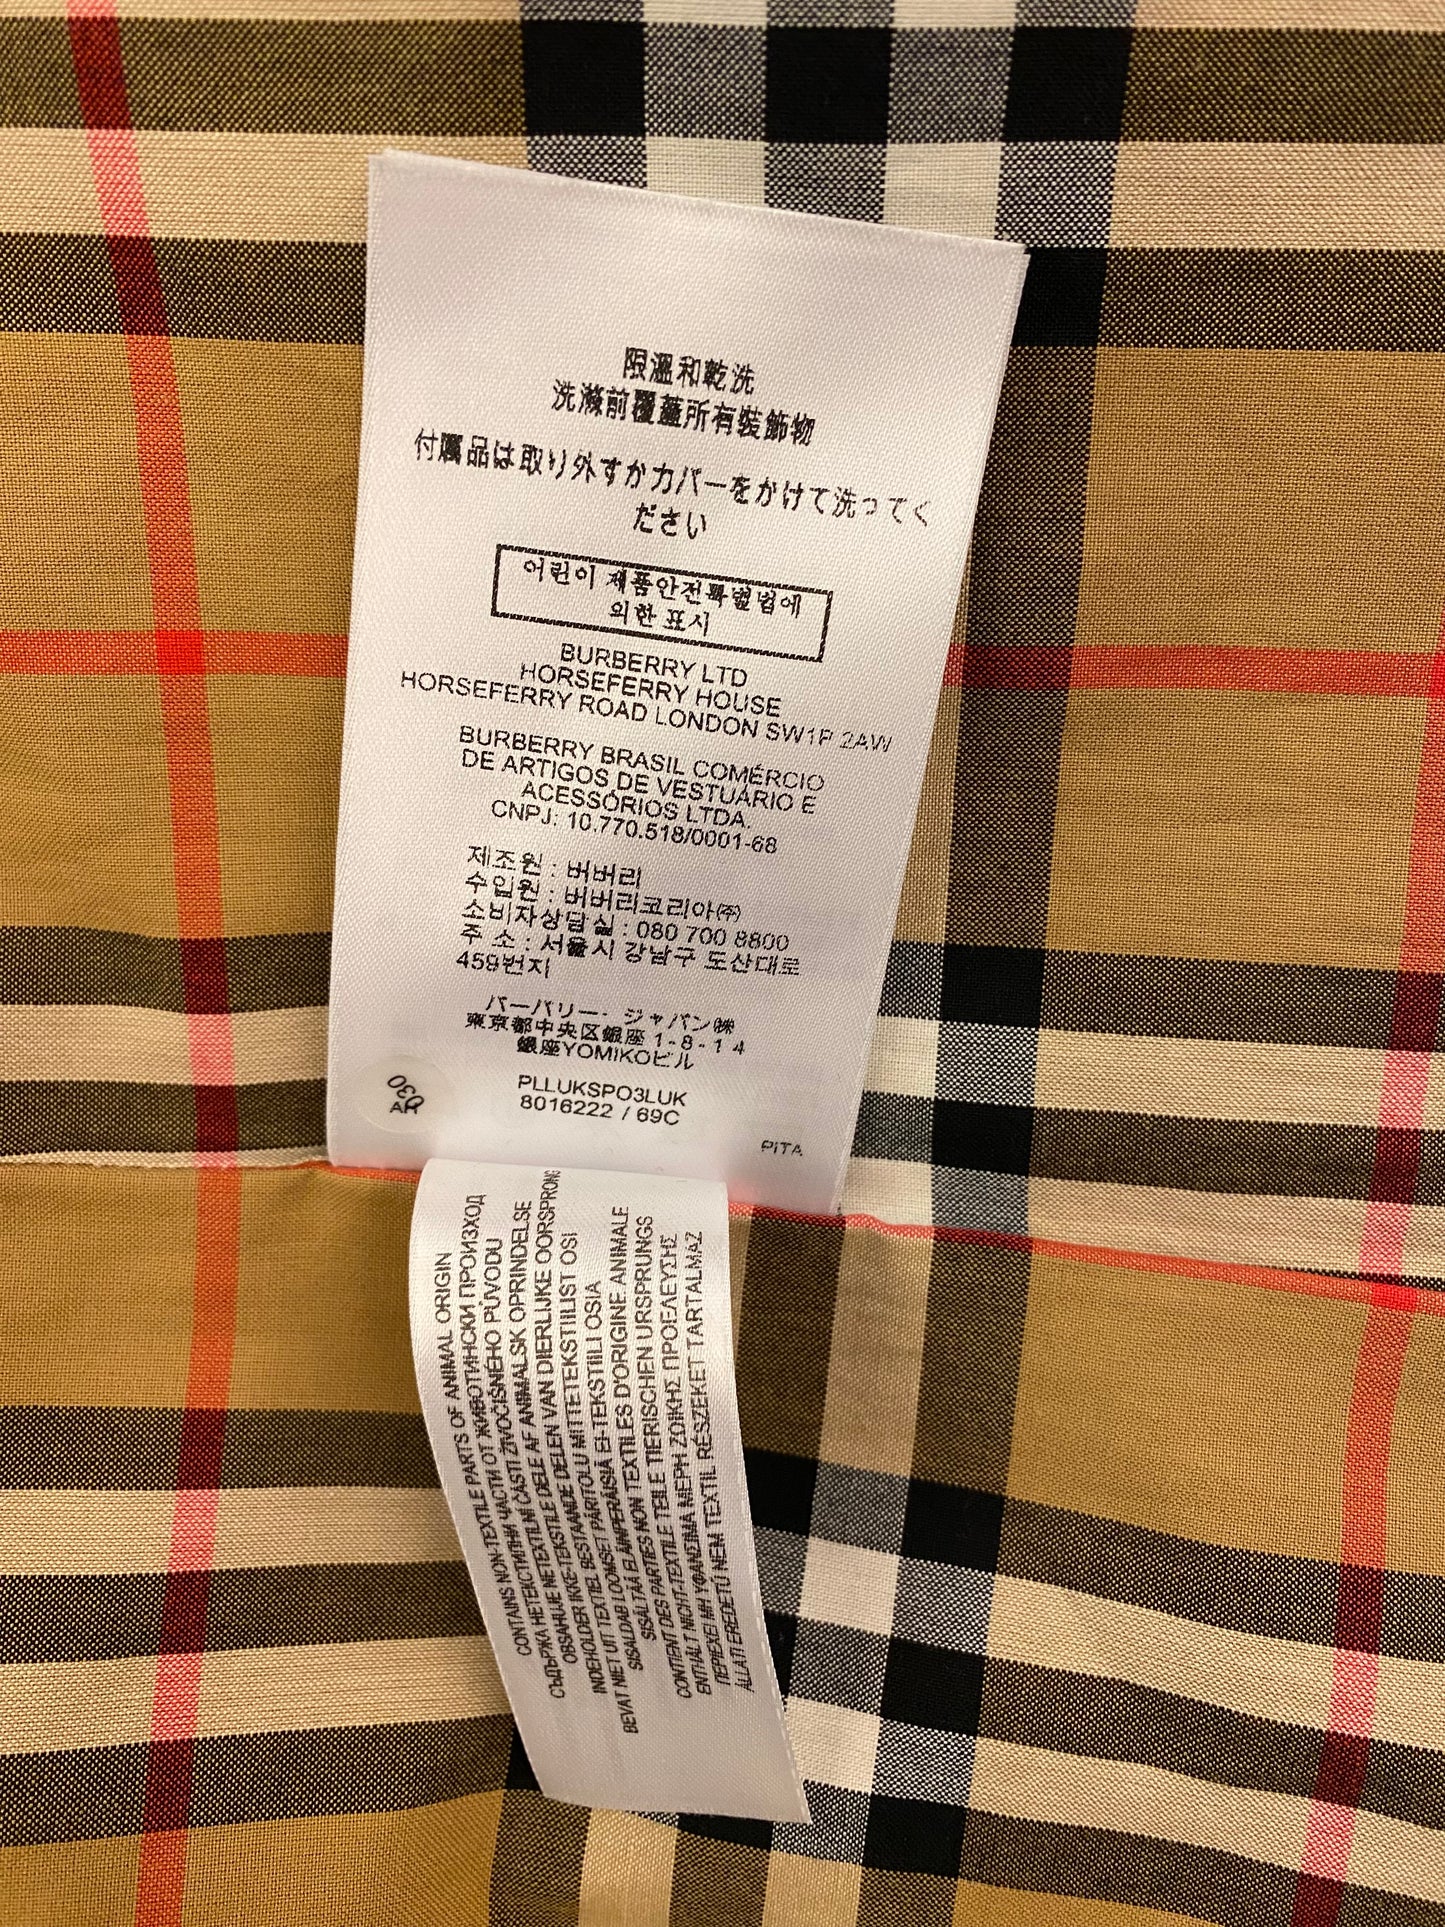 限溫和乾洗
洗滌前覆蓋所有裝飾物
付属品は取り外すかカバーをかけて洗ってく
ださい
어린이 제품안전특별법에
의한 표시
BURBERRY LTD
HORSEFERRY HOUSE
HORSEFERRY ROAD LONDON SW1P 2AW
BURBERRY BRASIL COMÉRCIO
DE ARTIGOS DE VESTUÁRIO E
ACESSÓRIOS LTDA.
CNPJ: 10.770.518/0001-68
제조원 : 버버리
수입원 : 버버리코리아㈜
소비자상담실 : 080 700 8800
주 소 : 서울시 강남구 도산대로
459번지
バーバリー・ジャパン㈱
東京都中央区銀座 1-8-14
銀座YOMIKOビル
PLLUKSPO3LUK
8016222 / 69C
PITA
030
CONTAINS NON-TEXTILE PARTS OF ANIMAL ORIGIN
СЪДЪРЖА НЕТЕКСТИЛНИ ЧАСТИ ОТ ЖИВОТИНСКИ ПРОИЗХОД
OBSAHUJE NETEXTILNÍ ČÁSTI ŽIVOČIŠNÉHO PŮVODU
INDEHOLDER IKKE-TEKSTILE DELE AF ANIMALSK OPRINDELSE
BEVAT NIET UIT TEXTIEL BESTAANDE DELEN VAN DIERLIJKE OORSPRONG
SISALDAB LOOMSET PÄRITOLU MITTETEKSTIILIST OSI
SISÄLTÄÄ ELÄINPERÄISIÄ EI-TEKSTIILI OSIA
CONTIENT DES PARTIES NON TEXTILES D'ORIGINE ANIMALE
ENTHÄLT NICHT-TEXTILE TEILE TIERISCHEN URSPRUNGS
ΠΕΡΙΕΧΕΙ ΜΗ ΥΦΑΝΣΙΜΑ ΜΕΡΗ ΖΩΙΚΗΣ ΠΡΟΕΛΕΥΣΗΣ
ÁLLATI EREDETŰ NEM TEXTIL RÉSZEKET TARTALMAZ